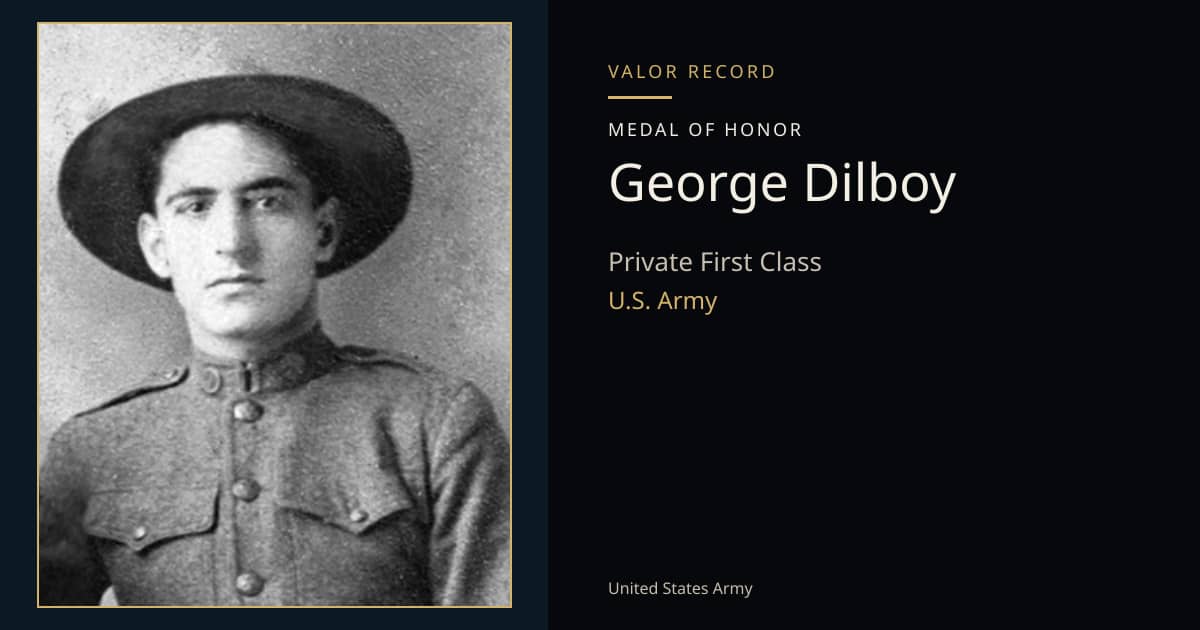 VALOR RECORD
MEDAL OF HONOR
George Dilboy
Private First Class
U.S. Army
United States Army